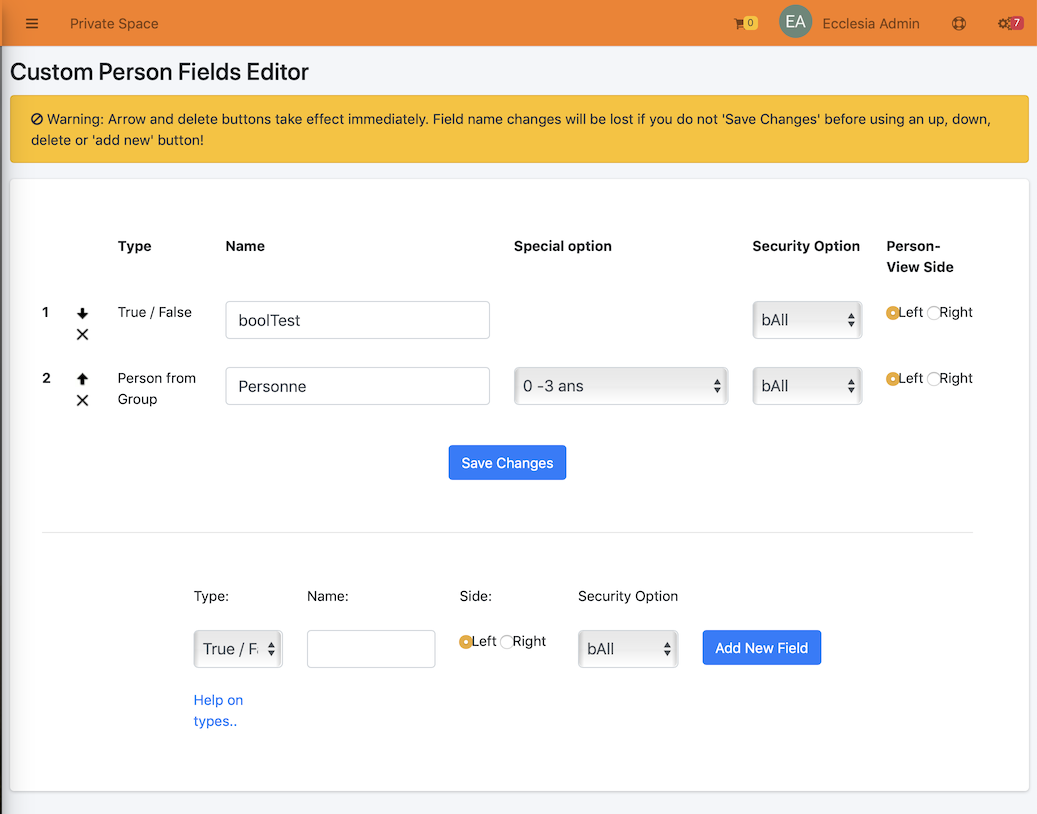 Private Space
0
EA
Ecclesia Admin
7
Custom Person Fields Editor
Warning: Arrow and delete buttons take effect immediately. Field name changes will be lost if you do not 'Save Changes' before using an up, down,
delete or 'add new' button!
Type Name Special option Security Option Person-
View Side
1 True / False boolTest bAll Left Right
2 Person from
Group Personne 0 -3 ans bAll Left Right
Save Changes
Type: Name: Side: Security Option
True / F Left Right bAll Add New Field
Help on
types..